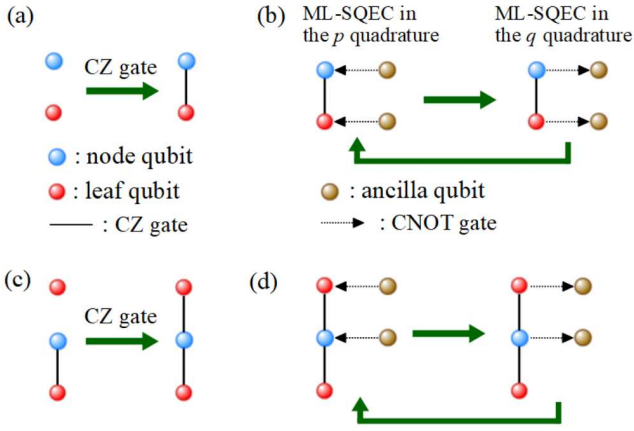 (a)
CZ gate
: node qubit
: leaf qubit
: CZ gate
(b)
ML-SQEC in
the p quadrature
ML-SQEC in
the q quadrature
: ancilla qubit
: CNOT gate
(c)
CZ gate
(d)